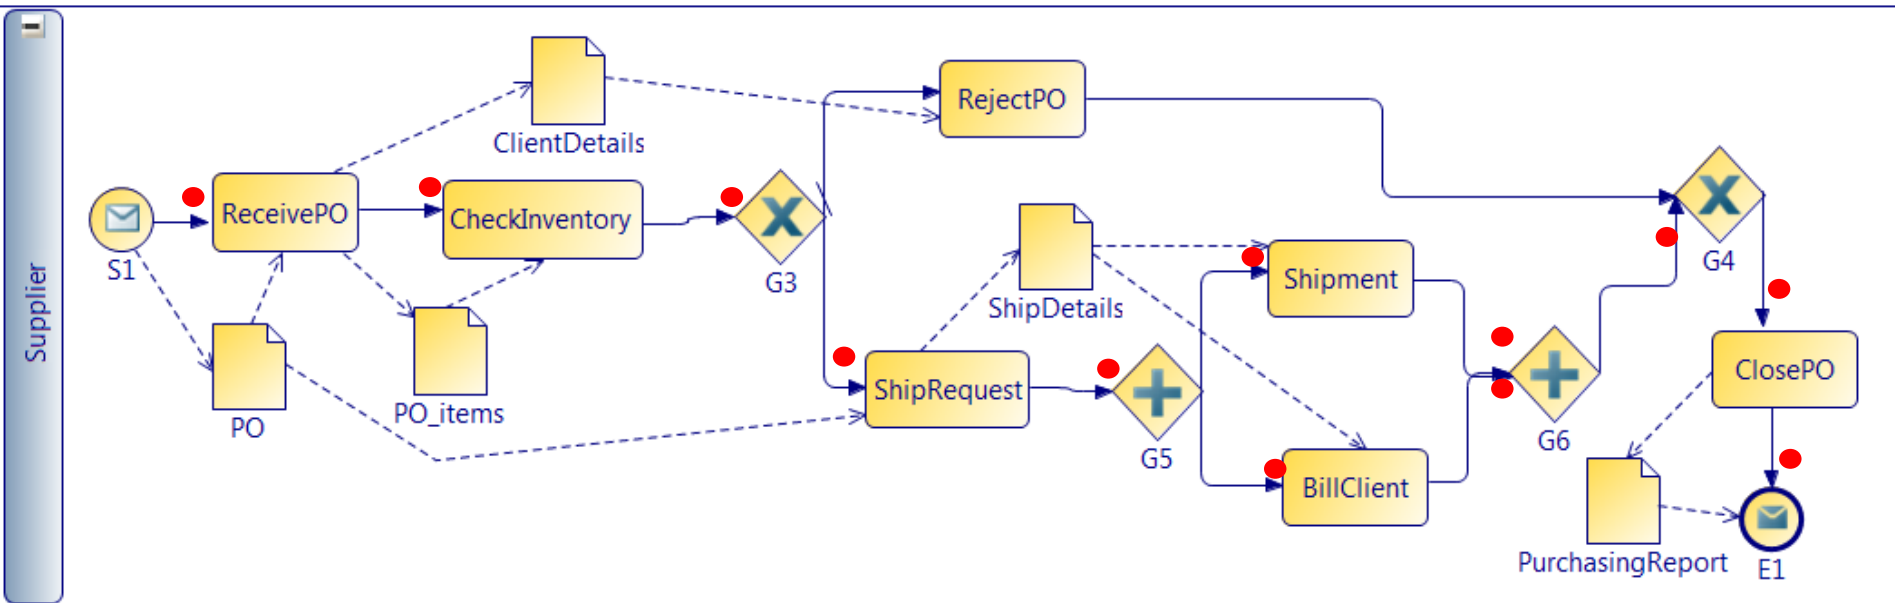 Supplier
S1
ReceivePO
PO
ClientDetails
CheckInventory
PO_items
G3
RejectPO
ShipDetails
ShipRequest
G5
Shipment
BillClient
G6
G4
ClosePO
PurchasingReport
E1